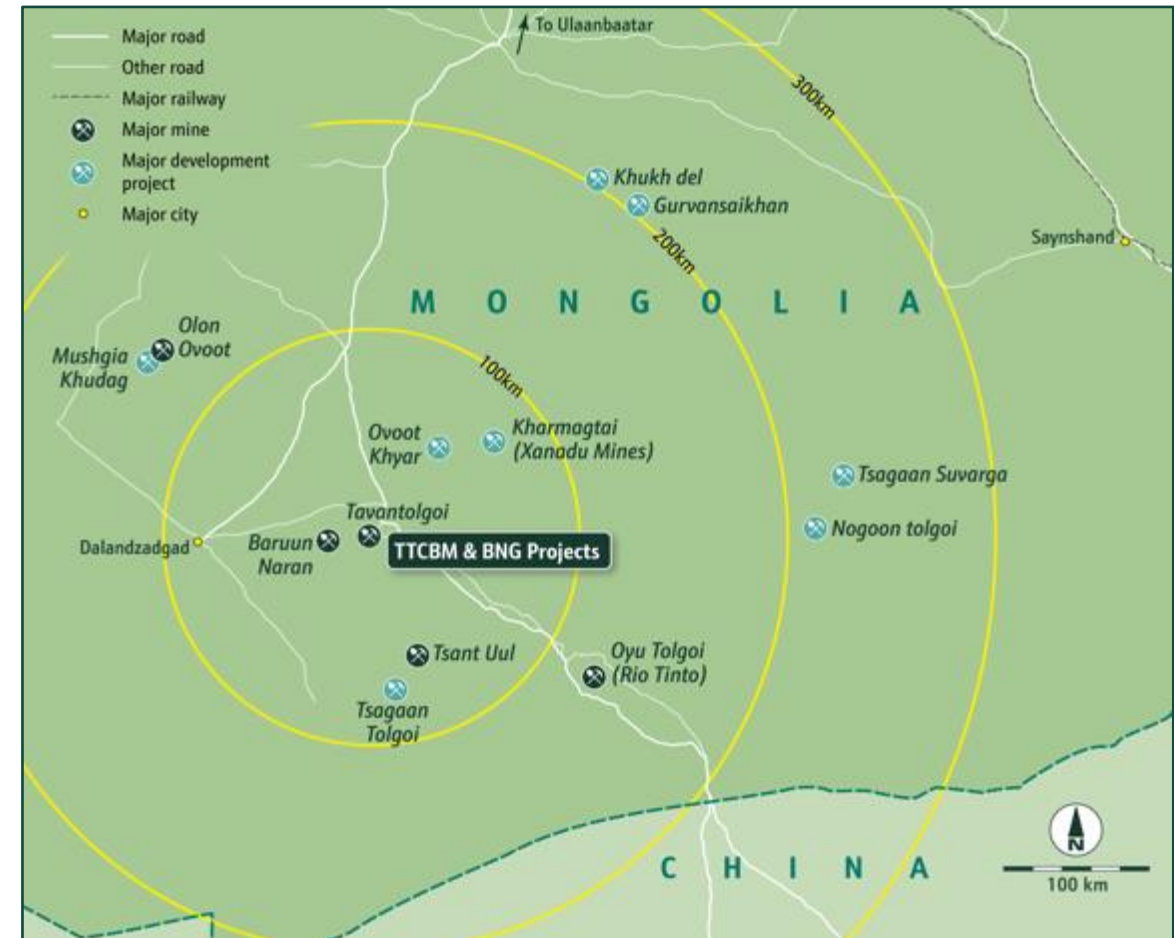 To Ulaanbaatar
Major road
Other road
Major railway
Major mine
Major development
project
Major city
300km
Khukh del
Gurvansaikhan
200km
Saynshand
MONGOLIA
Olon
Ovoot
Mushgia
Khudag
100km
Ovoot
Khyar
Kharmagtai
(Xanadu Mines)
Tsagaan Suvarga
Nogoon tolgoi
Tavantolgoi
Dalandzadgad
Baruun
Naran
TTCBM & BNG Projects
Tsant Uul
Oyu Tolgoi
(Rio Tinto)
Tsagaan
Tolgoi
CHINA
N
100 km